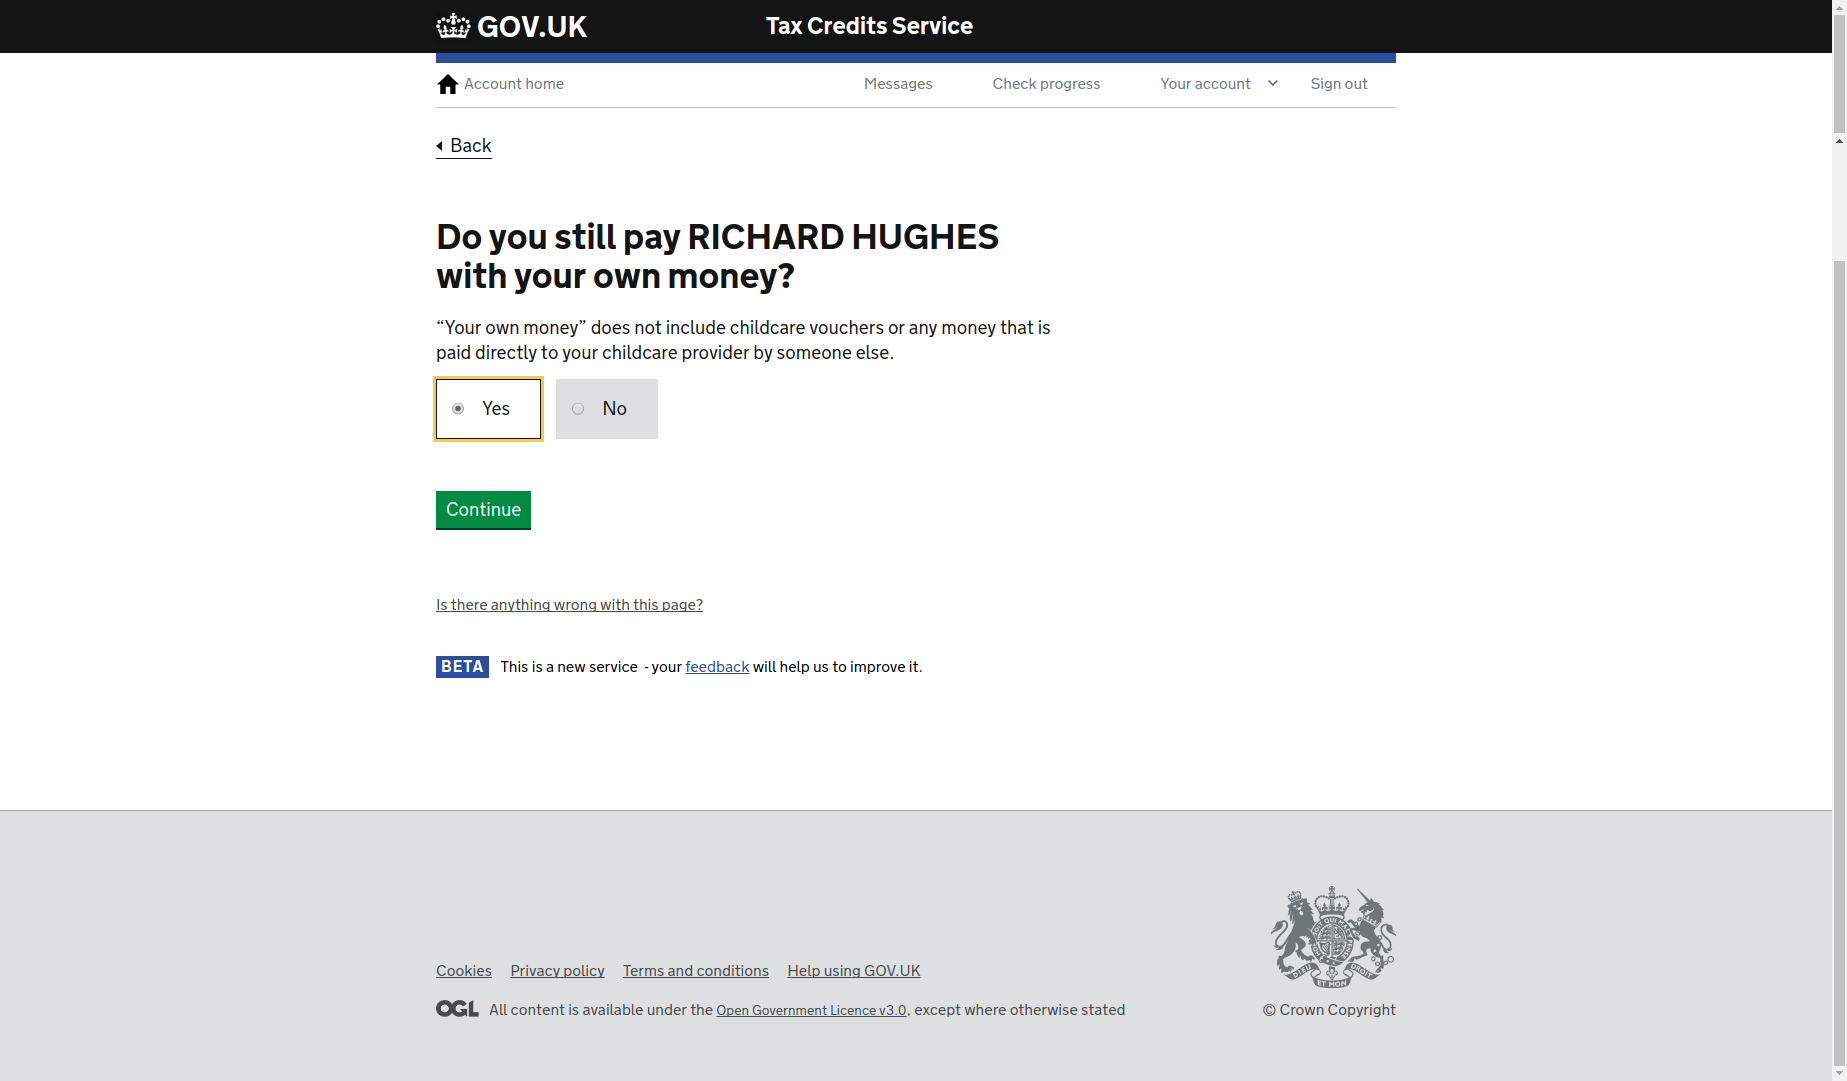 GOV.UK
Tax Credits Service
Account home
Messages
Check progress
Your account
Sign out
Back
Do you still pay RICHARD HUGHES
with your own money?
“Your own money” does not include childcare vouchers or any money that is
paid directly to your childcare provider by someone else.
Yes
No
Continue
Is there anything wrong with this page?
BETA This is a new service - your feedback will help us to improve it.
Cookies Privacy policy Terms and conditions Help using GOV.UK
OGL All content is available under the Open Government Licence v3.0, except where otherwise stated
DIEU ET MON DROIT
© Crown Copyright